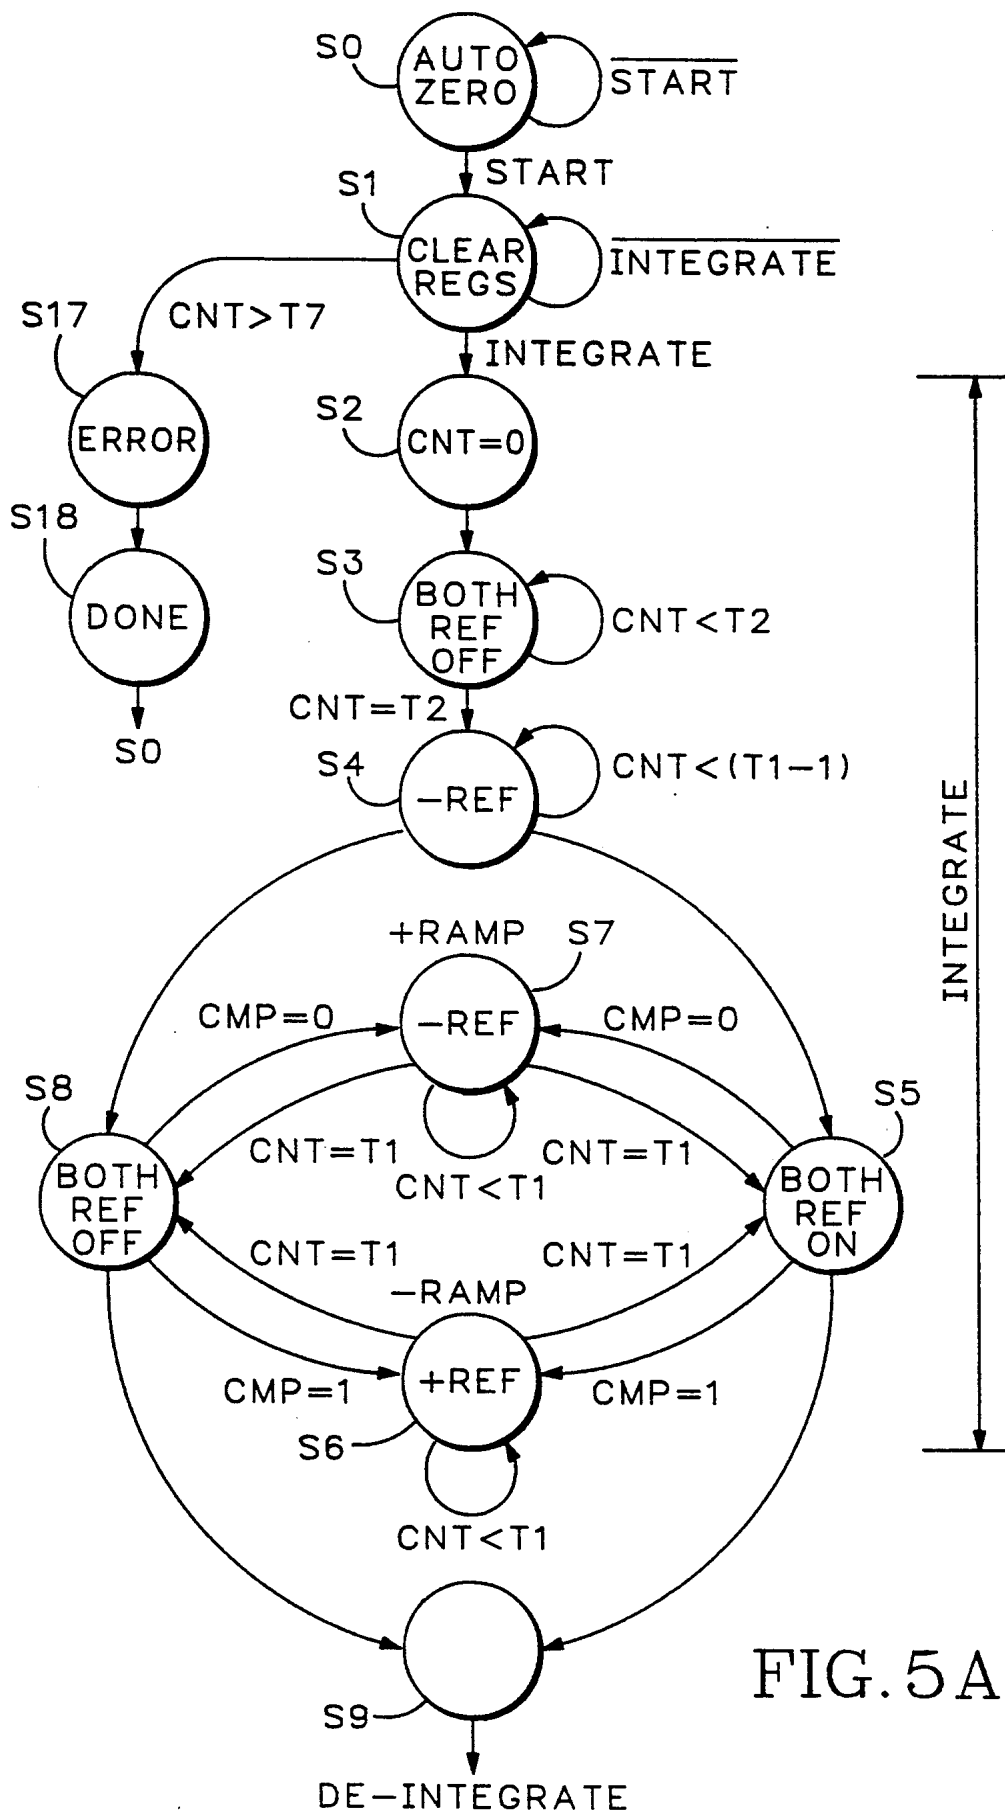 S0
AUTO
ZERO
START
START
S1
CLEAR
REGS
INTEGRATE
CNT>T7
S17
INTEGRATE
ERROR
S2
CNT=0
S18
DONE
S0
S3
BOTH
REF
OFF
CNT<T2
CNT=T2
S4
-REF
CNT<(T1-1)
INTEGRATE
+RAMP
S7
CMP=0
-REF
CMP=0
S8
S5
CNT=T1
CNT<T1
CNT=T1
BOTH
REF
OFF
BOTH
REF
ON
CNT=T1
CNT=T1
-RAMP
CMP=1
+REF
CMP=1
S6
CNT<T1
S9
FIG. 5A
DE-INTEGRATE